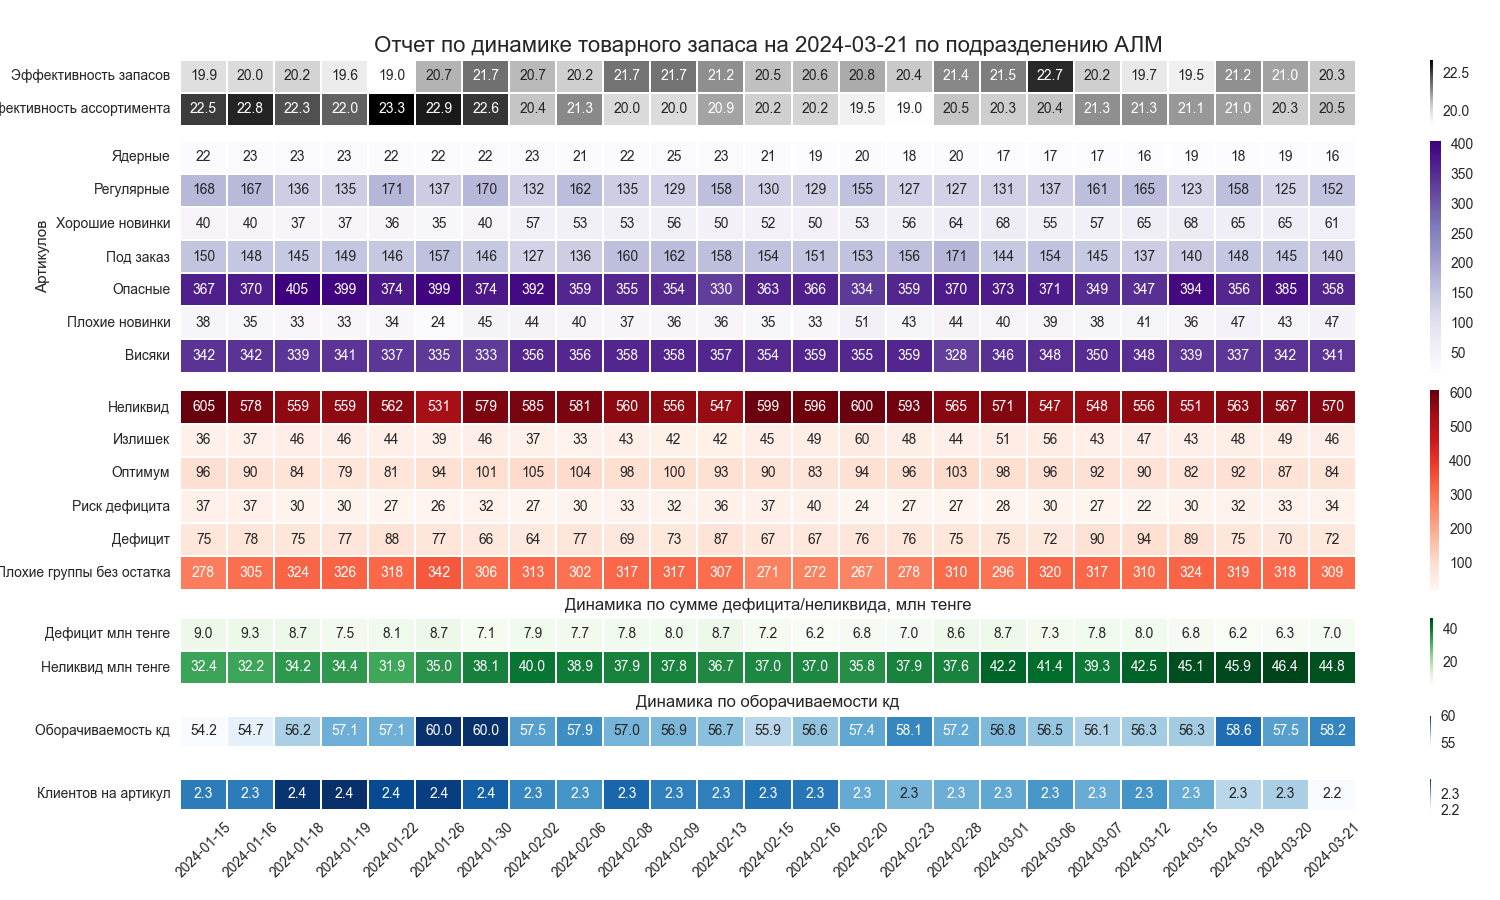 Отчет по динамике товарного запаса на 2024-03-21 по подразделению АЛМ
Эффективность запасов 19.9 20.0 20.2 19.6 19.0 20.7 21.7 20.7 20.2 21.7 21.7 21.2 20.5 20.6 20.8 20.4 21.4 21.5 22.7 20.2 19.7 19.5 21.2 21.0 20.3
фективность ассортимента 22.5 22.8 22.3 22.0 23.3 22.9 22.6 20.4 21.3 20.0 20.0 20.9 20.2 20.2 19.5 19.0 20.5 20.3 20.4 21.3 21.3 21.1 21.0 20.3 20.5
22.5
20.0
Артикулов
Ядерные 22 23 23 23 22 22 22 23 21 22 25 23 21 19 20 18 20 17 17 17 16 19 18 19 16
Регулярные 168 167 136 135 171 137 170 132 162 135 129 158 130 129 155 127 127 131 137 161 165 123 158 125 152
Хорошие новинки 40 40 37 37 36 35 40 57 53 53 56 50 52 50 53 56 64 68 55 57 65 68 65 65 61
Под заказ 150 148 145 149 146 157 146 127 136 160 162 158 154 151 153 156 171 144 154 145 137 140 148 145 140
Опасные 367 370 405 399 374 399 374 392 359 355 354 330 363 366 334 359 370 373 371 349 347 394 356 385 358
Плохие новинки 38 35 33 33 34 24 45 44 40 37 36 36 35 33 51 43 44 40 39 38 41 36 47 43 47
Висяки 342 342 339 341 337 335 333 356 356 358 358 357 354 359 355 359 328 346 348 350 348 339 337 342 341
400
350
300
250
200
150
100
50
Неликвид 605 578 559 559 562 531 579 585 581 560 556 547 599 596 600 593 565 571 547 548 556 551 563 567 570
Излишек 36 37 46 46 44 39 46 37 33 43 42 42 45 49 60 48 44 51 56 43 47 43 48 49 46
Оптимум 96 90 84 79 81 94 101 105 104 98 100 93 90 83 94 96 103 98 96 92 90 82 92 87 84
Риск дефицита 37 37 30 30 27 26 32 27 30 33 32 36 37 40 24 27 27 28 30 27 22 30 32 33 34
Дефицит 75 78 75 77 88 77 66 64 77 69 73 87 67 67 76 76 75 75 72 90 94 89 75 70 72
Плохие группы без остатка 278 305 324 326 318 342 306 313 302 317 317 307 271 272 267 278 310 296 320 317 310 324 319 318 309
600
500
400
300
200
100
Динамика по сумме дефицита/неликвида, млн тенге
Дефицит млн тенге 9.0 9.3 8.7 7.5 8.1 8.7 7.1 7.9 7.7 7.8 8.0 8.7 7.2 6.2 6.8 7.0 8.6 8.7 7.3 7.8 8.0 6.8 6.2 6.3 7.0
Неликвид млн тенге 32.4 32.2 34.2 34.4 31.9 35.0 38.1 40.0 38.9 37.9 37.8 36.7 37.0 37.0 35.8 37.9 37.6 42.2 41.4 39.3 42.5 45.1 45.9 46.4 44.8
40
20
Динамика по оборачиваемости кд
Оборачиваемость кд 54.2 54.7 56.2 57.1 57.1 60.0 60.0 57.5 57.9 57.0 56.9 56.7 55.9 56.6 57.4 58.1 57.2 56.8 56.5 56.1 56.3 56.3 58.6 57.5 58.2
60
55
Клиентов на артикул 2.3 2.3 2.4 2.4 2.4 2.4 2.4 2.3 2.3 2.3 2.3 2.3 2.3 2.3 2.3 2.3 2.3 2.3 2.3 2.3 2.3 2.3 2.3 2.3 2.2
2.3
2.2
2024-01-15 2024-01-16 2024-01-18 2024-01-19 2024-01-22 2024-01-26 2024-01-30 2024-02-02 2024-02-06 2024-02-08 2024-02-09 2024-02-13 2024-02-15 2024-02-16 2024-02-20 2024-02-23 2024-02-28 2024-03-01 2024-03-06 2024-03-07 2024-03-12 2024-03-15 2024-03-19 2024-03-20 2024-03-21